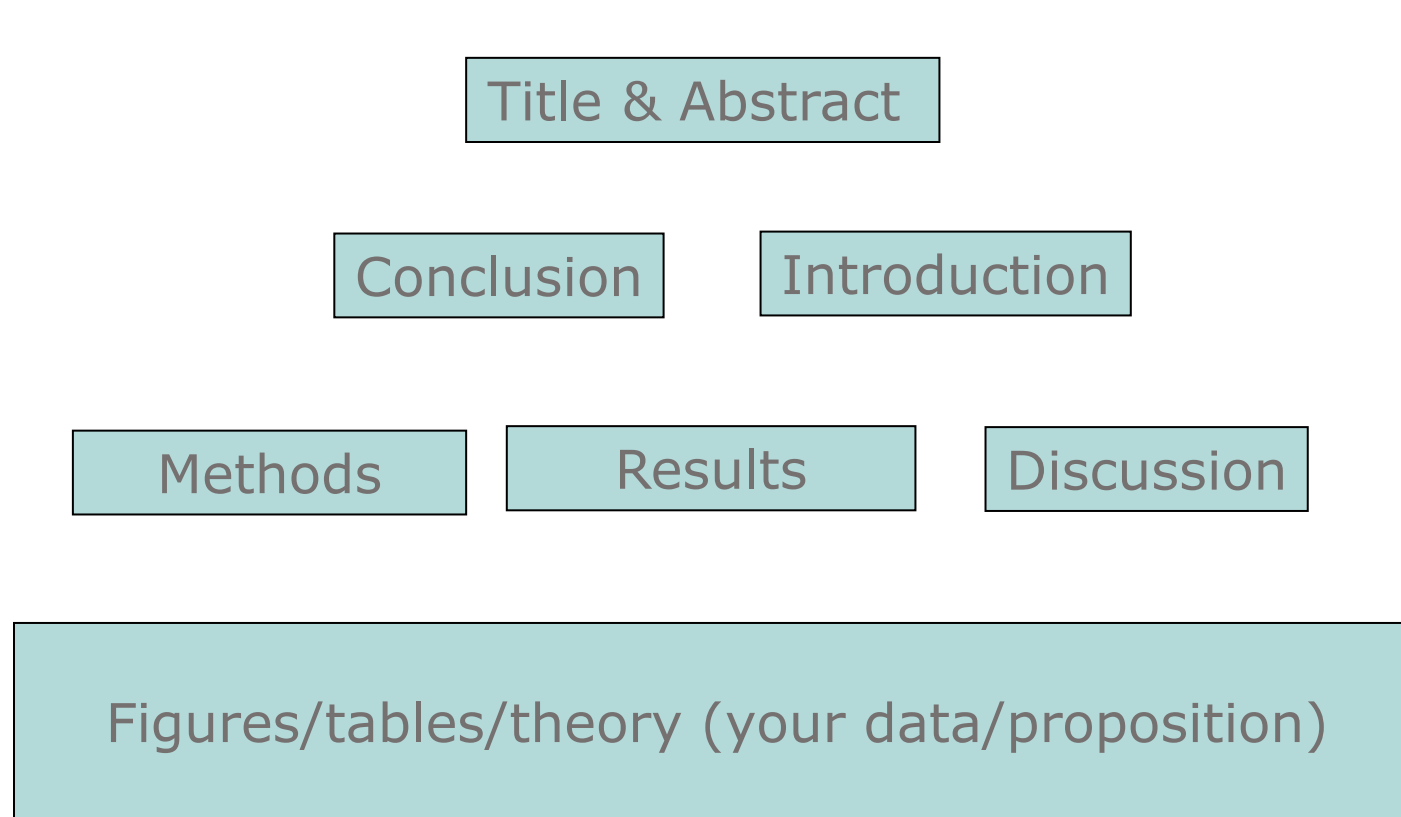 Title & Abstract
Conclusion
Introduction
Methods
Results
Discussion
Figures/tables/theory (your data/proposition)